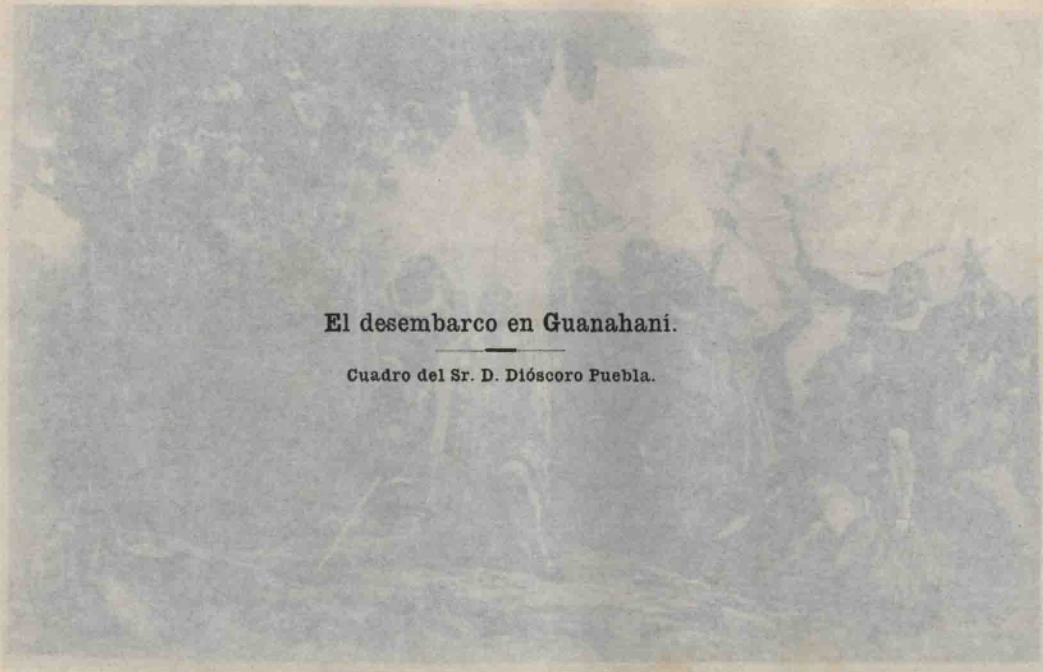 El desembarco en Guanahaní.
Cuadro del Sr. D. Dióscoro Puebla.